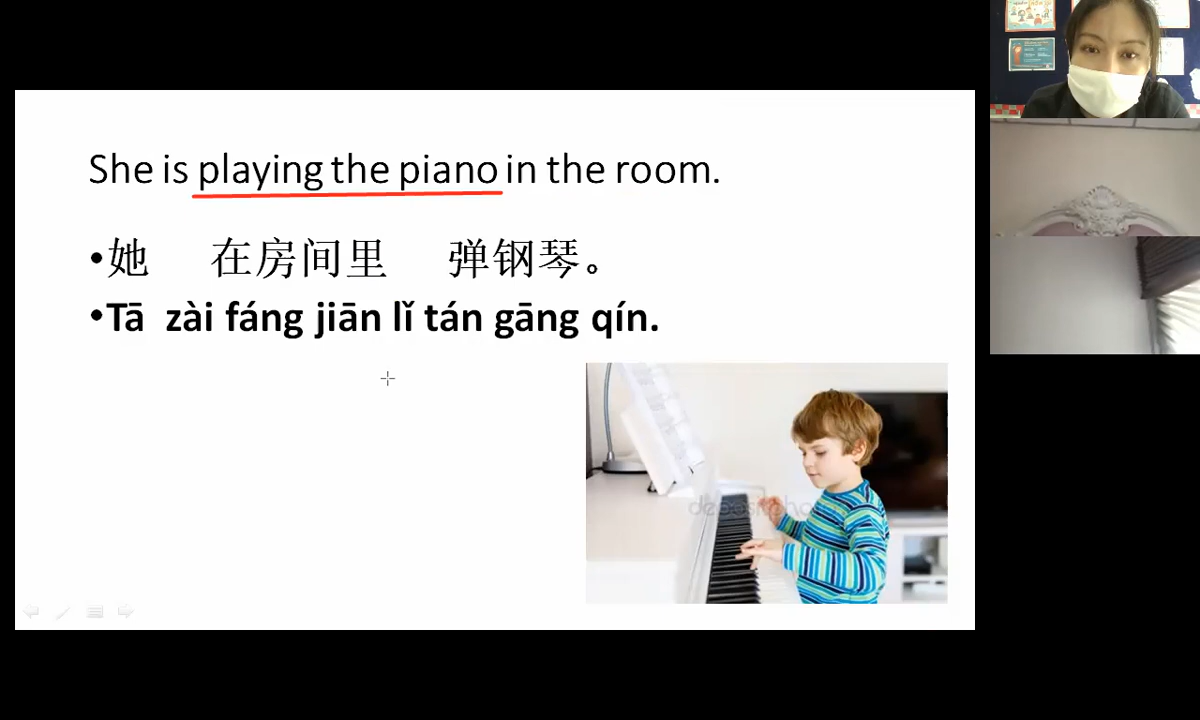 She is playing the piano in the room.
•她 在房间里 弹钢琴。
•Tā zài fáng jiān lǐ tán gāng qín.